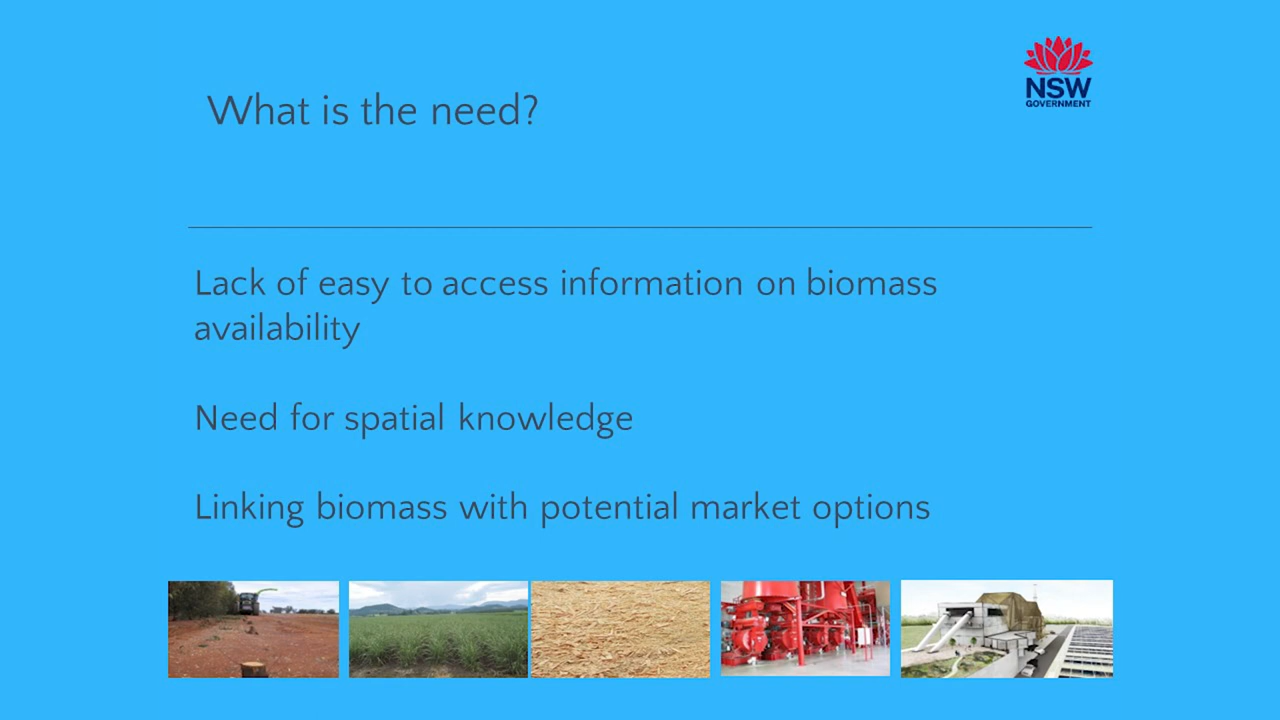 NSW
GOVERNMENT
What is the need?
Lack of easy to access information on biomass
availability
Need for spatial knowledge
Linking biomass with potential market options